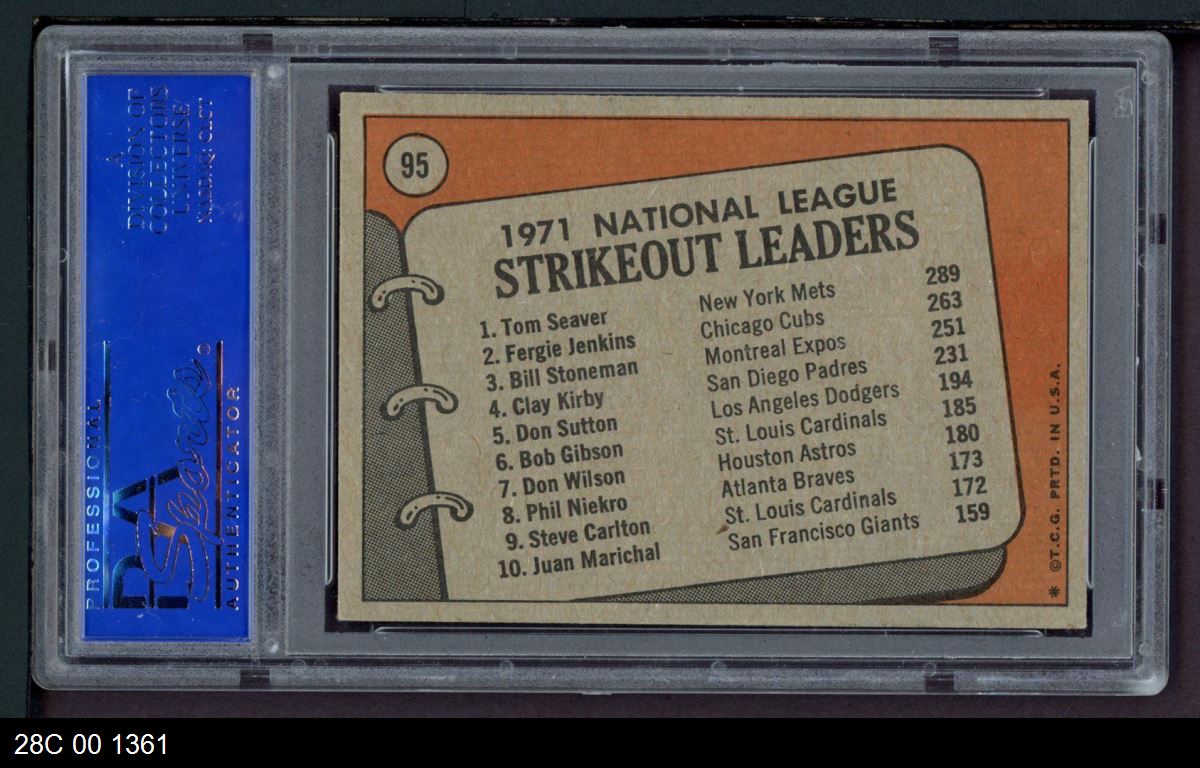 A
DIVISION OF
COLLECTORS
UNIVERSE
NASDAQ: CLCT
PROFESSIONAL
PSA
Sports
®
AUTHENTICATOR
95
1971 NATIONAL LEAGUE
STRIKEOUT LEADERS
1. Tom Seaver New York Mets 289
2. Fergie Jenkins Chicago Cubs 263
3. Bill Stoneman Montreal Expos 251
4. Clay Kirby San Diego Padres 231
5. Don Sutton Los Angeles Dodgers 194
6. Bob Gibson St. Louis Cardinals 185
7. Don Wilson Houston Astros 180
8. Phil Niekro Atlanta Braves 173
9. Steve Carlton St. Louis Cardinals 172
10. Juan Marichal San Francisco Giants 159
* ©T.C.G. PRTD. IN U.S.A.
PSA
28C 00 1361